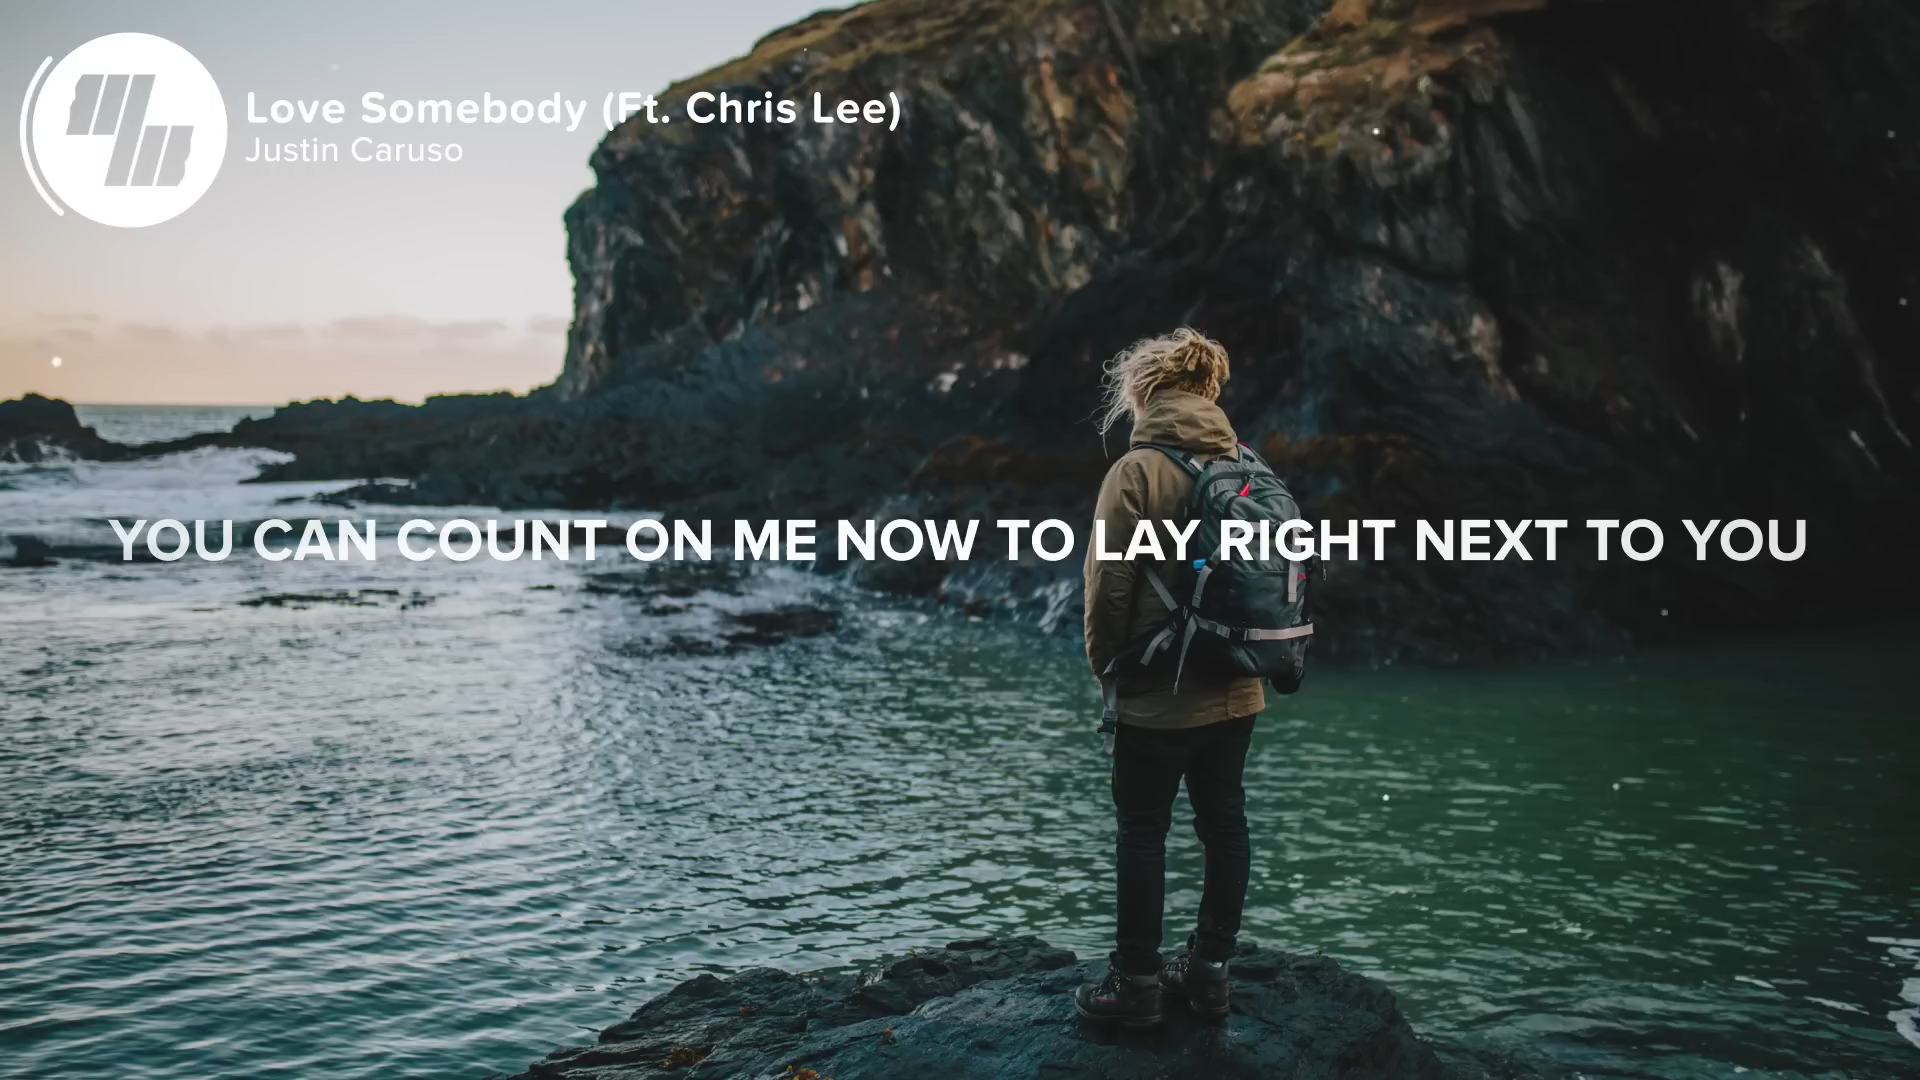 Love Somebody (Ft. Chris Lee)
Justin Caruso
YOU CAN COUNT ON ME NOW TO LAY RIGHT NEXT TO YOU